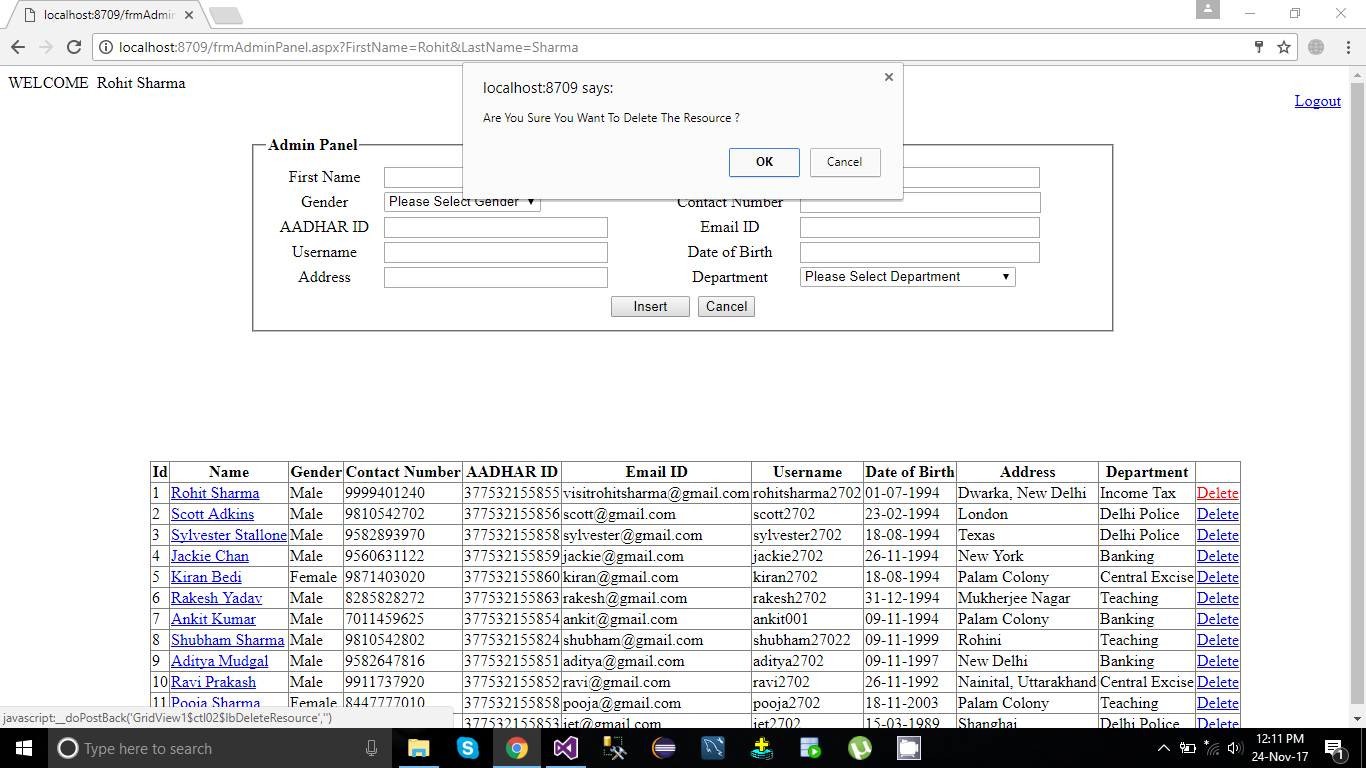 localhost:8709/frmAdmin
localhost:8709/frmAdminPanel.aspx?FirstName=Rohit&LastName=Sharma
WELCOME Rohit Sharma
Logout
localhost:8709 says:
Are You Sure You Want To Delete The Resource ?
OK Cancel
Admin Panel
First Name
Gender Please Select Gender Contact Number
AADHAR ID Email ID
Username Date of Birth
Address Department Please Select Department
Insert Cancel
Id Name Gender Contact Number AADHAR ID Email ID Username Date of Birth Address Department
1 Rohit Sharma Male 9999401240 377532155855 visitrohitsharma@gmail.com rohitsharma2702 01-07-1994 Dwarka, New Delhi Income Tax Delete
2 Scott Adkins Male 9810542702 377532155856 scott@gmail.com scott2702 23-02-1994 London Delhi Police Delete
3 Sylvester Stallone Male 9582893970 377532155858 sylvester@gmail.com sylvester2702 18-08-1994 Texas Delhi Police Delete
4 Jackie Chan Male 9560631122 377532155859 jackie@gmail.com jackie2702 26-11-1994 New York Banking Delete
5 Kiran Bedi Female 9871403020 377532155860 kiran@gmail.com kiran2702 18-08-1994 Palam Colony Central Excise Delete
6 Rakesh Yadav Male 8285828272 377532155863 rakesh@gmail.com rakesh2702 31-12-1994 Mukherjee Nagar Teaching Delete
7 Ankit Kumar Male 7011459625 377532155854 ankit@gmail.com ankit001 09-11-1994 Palam Colony Banking Delete
8 Shubham Sharma Male 9810542802 377532155824 shubham@gmail.com shubham27022 09-11-1999 Rohini Teaching Delete
9 Aditya Mudgal Male 9582647816 377532155851 aditya@gmail.com aditya2702 09-11-1997 New Delhi Banking Delete
10 Ravi Prakash Male 9911737920 377532155852 ravi@gmail.com ravi2702 26-11-1992 Nainital, Uttarakhand Central Excise Delete
11 Pooja Sharma Female 8447777010 377532155868 pooja@gmail.com pooja2702 18-11-2003 Palam Colony Teaching Delete
377532155853 jet@gmail.com jet2702 15-03-1989 Shanghai Delhi Police Delete
javascript:__doPostBack('GridView1$ctl02$lbDeleteResource','')
Type here to search
12:11 PM
24-Nov-17
1